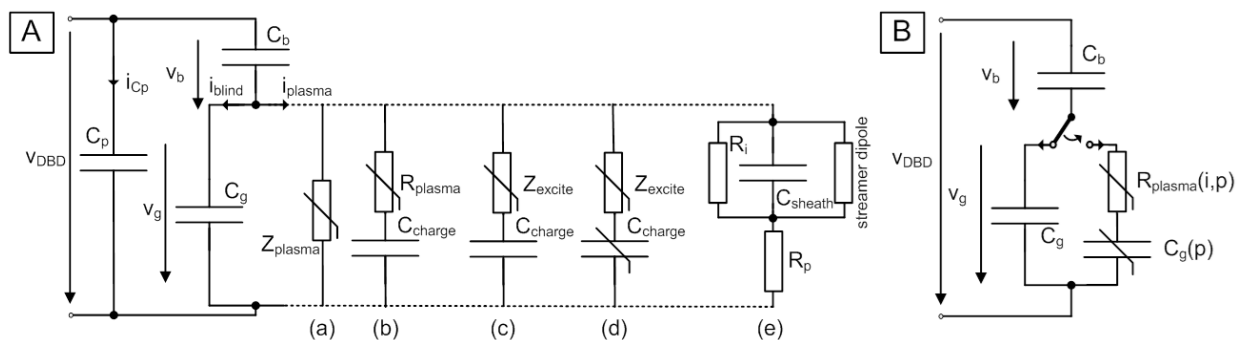 A
C_b
v_b
i_Cp
i_blind
i_plasma
C_p
v_DBD
v_g
C_g
Z_plasma
R_plasma
C_charge
Z_excite
C_charge
Z_excite
C_charge
R_i
C_sheath
streamer dipole
R_p
(a)
(b)
(c)
(d)
(e)
B
C_b
v_b
v_DBD
v_g
C_g
R_plasma(i,p)
C_g(p)